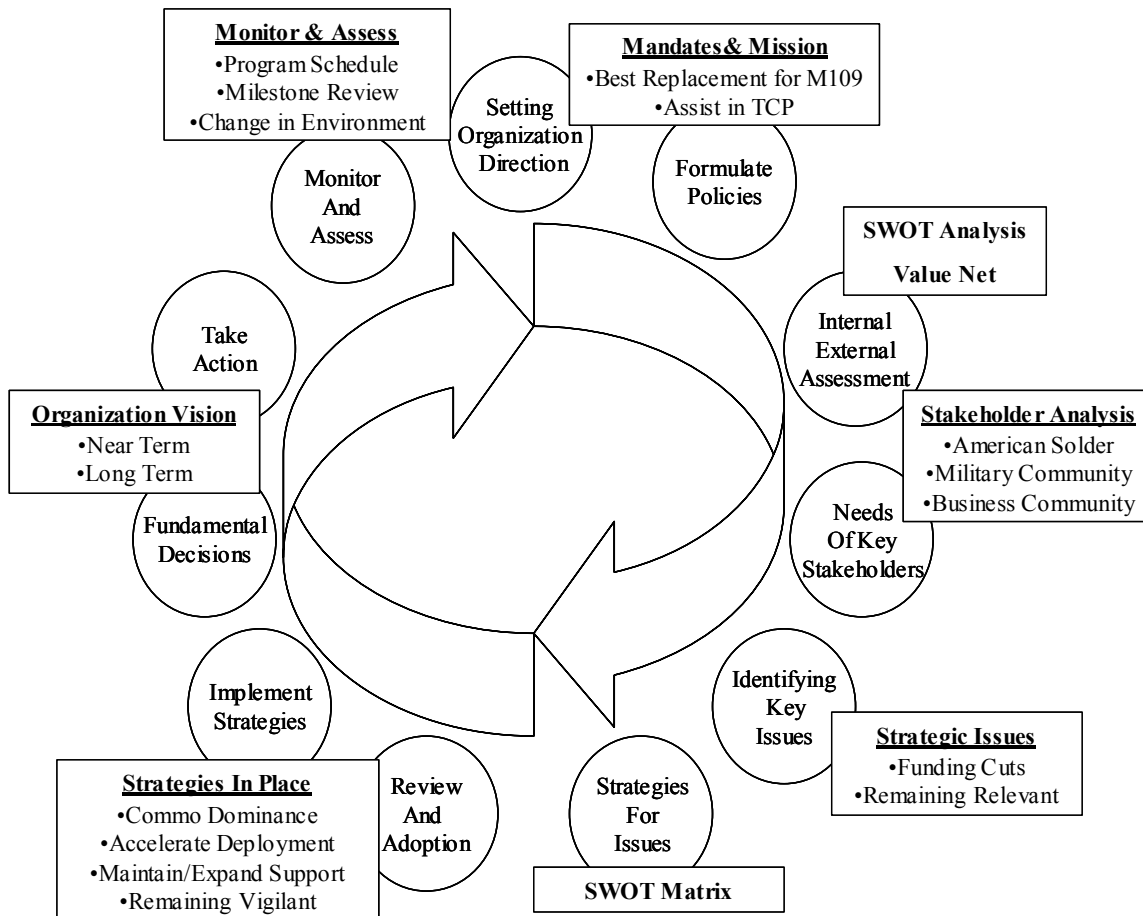 Monitor & Assess
•Program Schedule
•Milestone Review
•Change in Environment
Setting
Organization
Direction
Mandates& Mission
•Best Replacement for M109
•Assist in TCP
Formulate
Policies
SWOT Analysis
Value Net
Internal
External
Assessment
Stakeholder Analysis
•American Solder
•Military Community
•Business Community
Needs
Of Key
Stakeholders
Identifying
Key
Issues
Strategic Issues
•Funding Cuts
•Remaining Relevant
Strategies
For
Issues
SWOT Matrix
Review
And
Adoption
Implement
Strategies
Strategies In Place
•Commo Dominance
•Accelerate Deployment
•Maintain/Expand Support
•Remaining Vigilant
Fundamental
Decisions
Organization Vision
•Near Term
•Long Term
Take
Action
Monitor
And
Assess